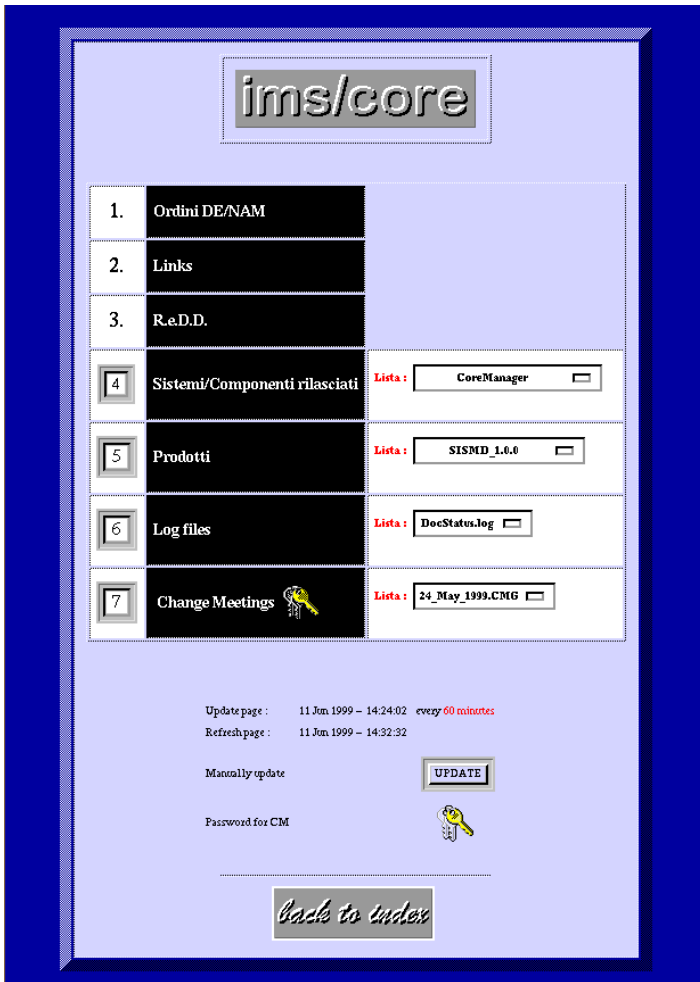 ims/core
1. Ordini DE/NAM
2. Links
3. R.e.D.D.
4 Sistemi/Componenti rilasciati Lista : CoreManager
5 Prodotti Lista : SISMD_1.0.0
6 Log files Lista : DocStatus.log
7 Change Meetings Lista : 24_May_1999.CMG
Update page : 11 Jun 1999 – 14:24:02 every 60 minutes
Refresh page : 11 Jun 1999 – 14:32:32
Manually update UPDATE
Password for CM
back to index